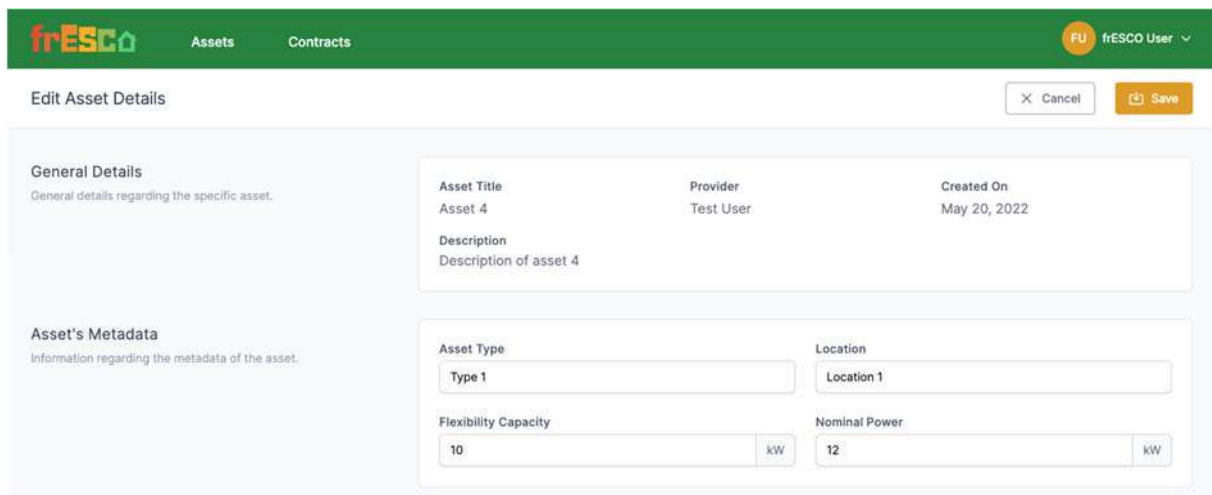 frESCO Assets Contracts FU frESCO User
Edit Asset Details Cancel Save
General Details
General details regarding the specific asset.
Asset Title Provider Created On
Asset 4 Test User May 20, 2022
Description
Description of asset 4
Asset's Metadata
Information regarding the metadata of the asset.
Asset Type Location
Type 1 Location 1
Flexibility Capacity Nominal Power
10 kW 12 kW